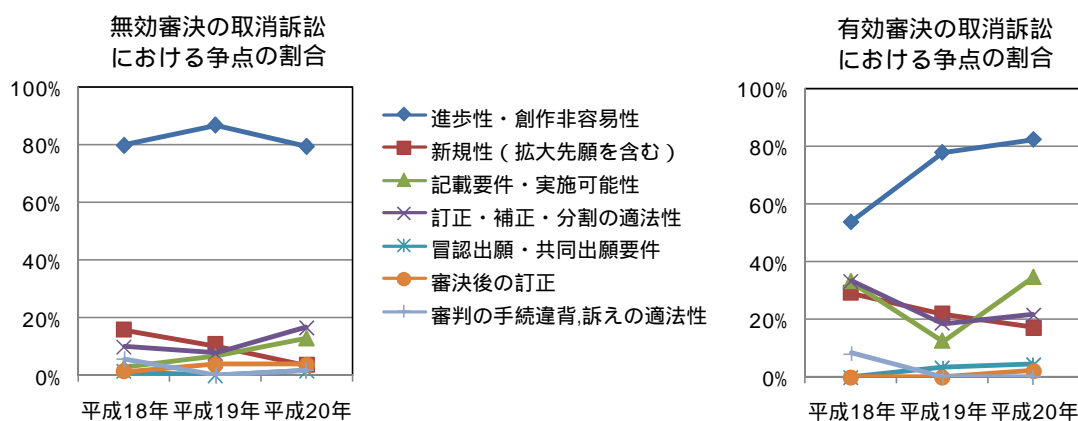 無効審決の取消訴訟
における争点の割合
100%
80%
60%
40%
20%
0%
平成18年 平成19年 平成20年
進歩性・創作非容易性
新規性（拡大先願を含む）
記載要件・実施可能性
訂正・補正・分割の適法性
冒認出願・共同出願要件
審決後の訂正
審判の手続違背,訴えの適法性
有効審決の取消訴訟
における争点の割合
100%
80%
60%
40%
20%
0%
平成18年 平成19年 平成20年